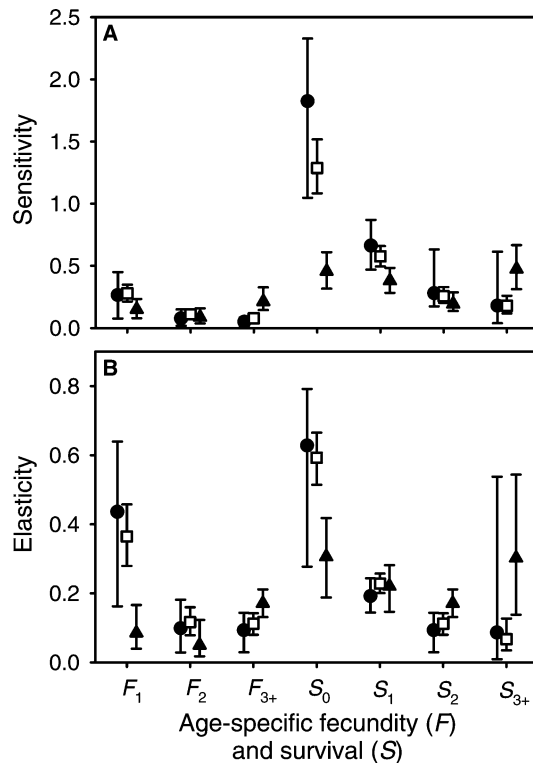 A
2.5
2.0
1.5
1.0
0.5
0.0
Sensitivity
B
0.8
0.6
0.4
0.2
0.0
Elasticity
F1 F2 F3+ S0 S1 S2 S3+
Age-specific fecundity (F)
and survival (S)